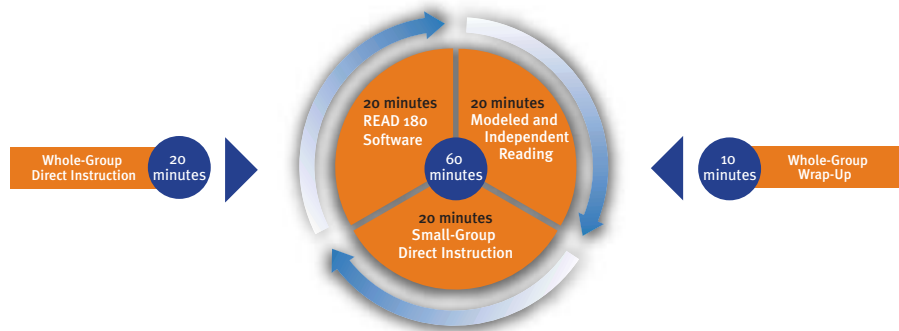 Whole-Group
Direct Instruction
20
minutes
20 minutes
READ 180
Software
20 minutes
Modeled and
Independent
Reading
60
minutes
20 minutes
Small-Group
Direct Instruction
10
minutes
Whole-Group
Wrap-Up